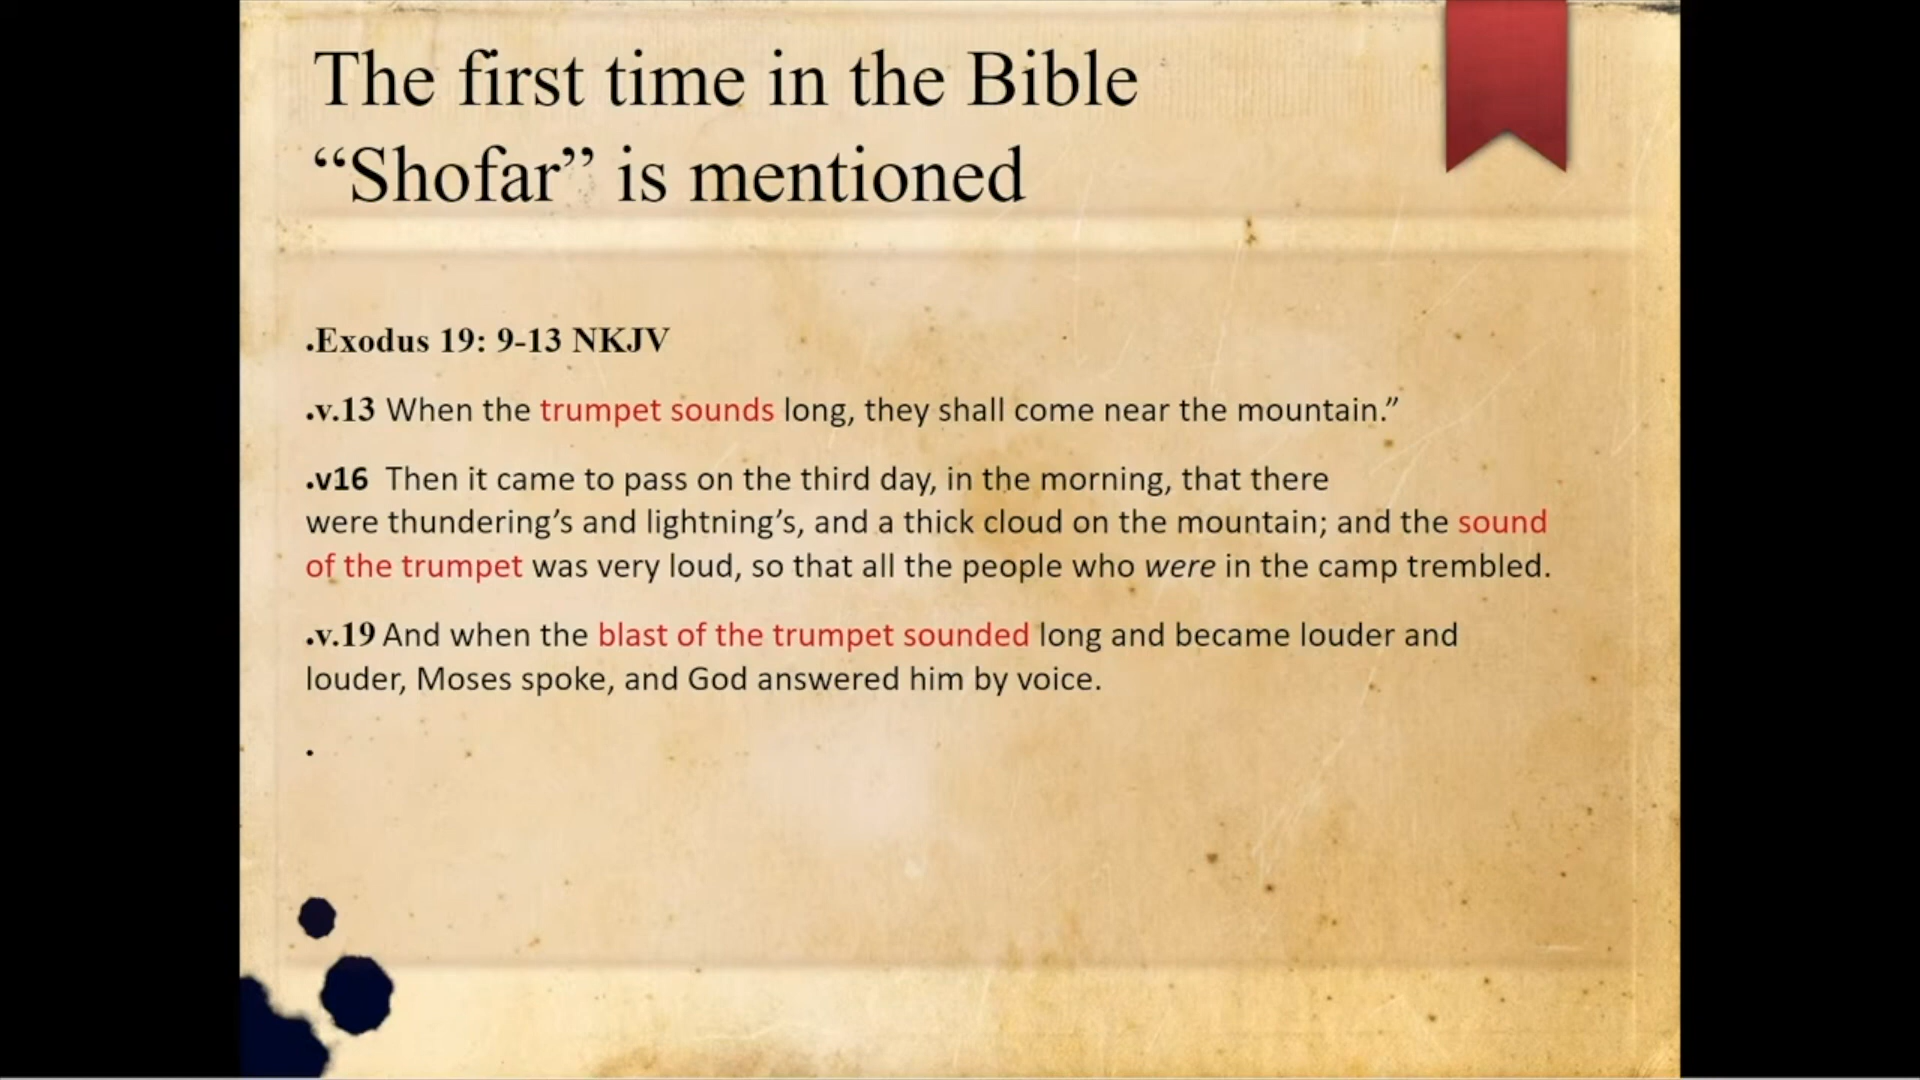 The first time in the Bible
“Shofar” is mentioned
.Exodus 19: 9-13 NKJV
.v.13 When the trumpet sounds long, they shall come near the mountain.”
.v16 Then it came to pass on the third day, in the morning, that there
were thundering’s and lightning’s, and a thick cloud on the mountain; and the sound
of the trumpet was very loud, so that all the people who were in the camp trembled.
.v.19 And when the blast of the trumpet sounded long and became louder and
louder, Moses spoke, and God answered him by voice.
.